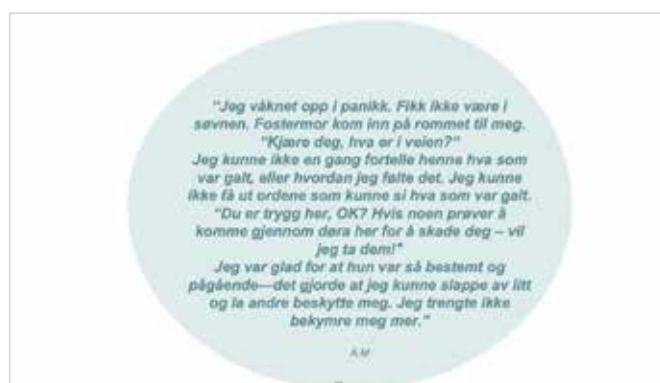 "Jeg våknet opp i panikk. Fikk ikke være i
søvnen. Fostermor kom inn på rommet til meg.
"Kjære deg, hva er i veien?"
Jeg kunne ikke en gang fortelle henne hva som
var galt, eller hvordan jeg følte det. Jeg kunne
ikke få ut ordene som kunne si hva som var galt.
"Du er trygg her, OK? Hvis noen prøver å
komme gjennom døra her for å skade deg – vil
jeg ta dem!"
Jeg var glad for at hun var så bestemt og
pågående—det gjorde at jeg kunne slappe av litt
og la andre beskytte meg. Jeg trengte ikke
bekymre meg mer."
A.M